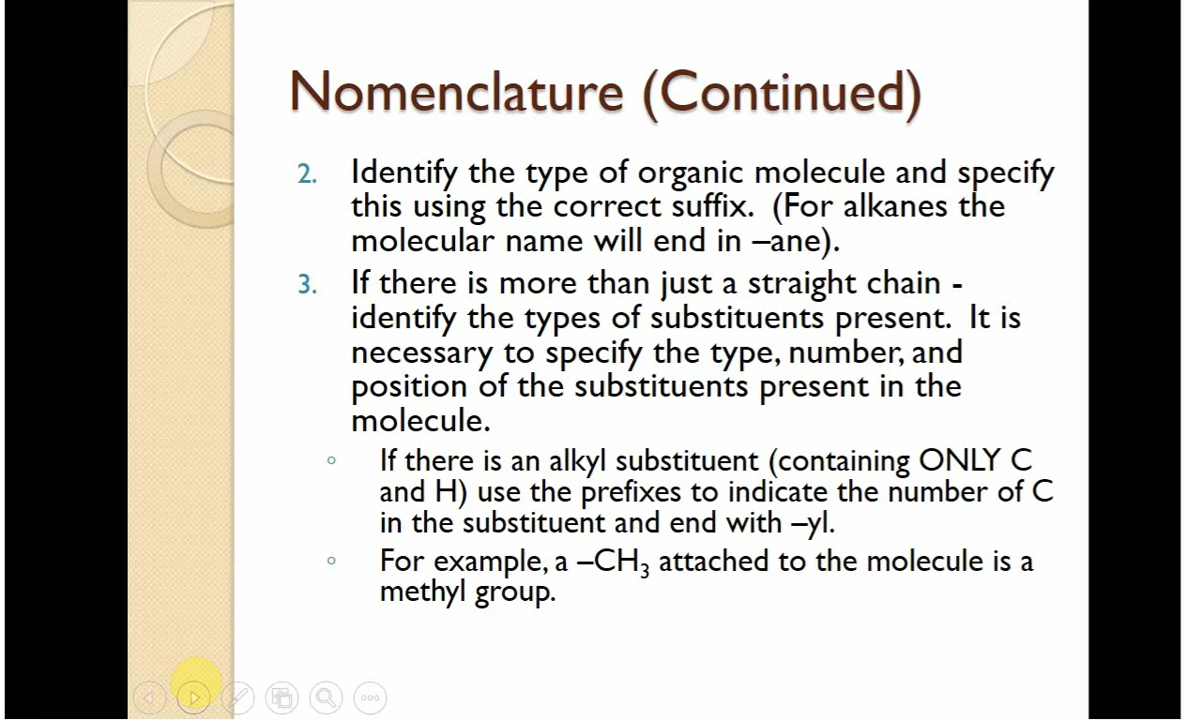 Nomenclature (Continued)
2. Identify the type of organic molecule and specify
this using the correct suffix.  (For alkanes the
molecular name will end in –ane).
3. If there is more than just a straight chain -
identify the types of substituents present.  It is
necessary to specify the type, number, and
position of the substituents present in the
molecule.
◦ If there is an alkyl substituent (containing ONLY C
and H) use the prefixes to indicate the number of C
in the substituent and end with –yl.
◦ For example, a –CH₃ attached to the molecule is a
methyl group.